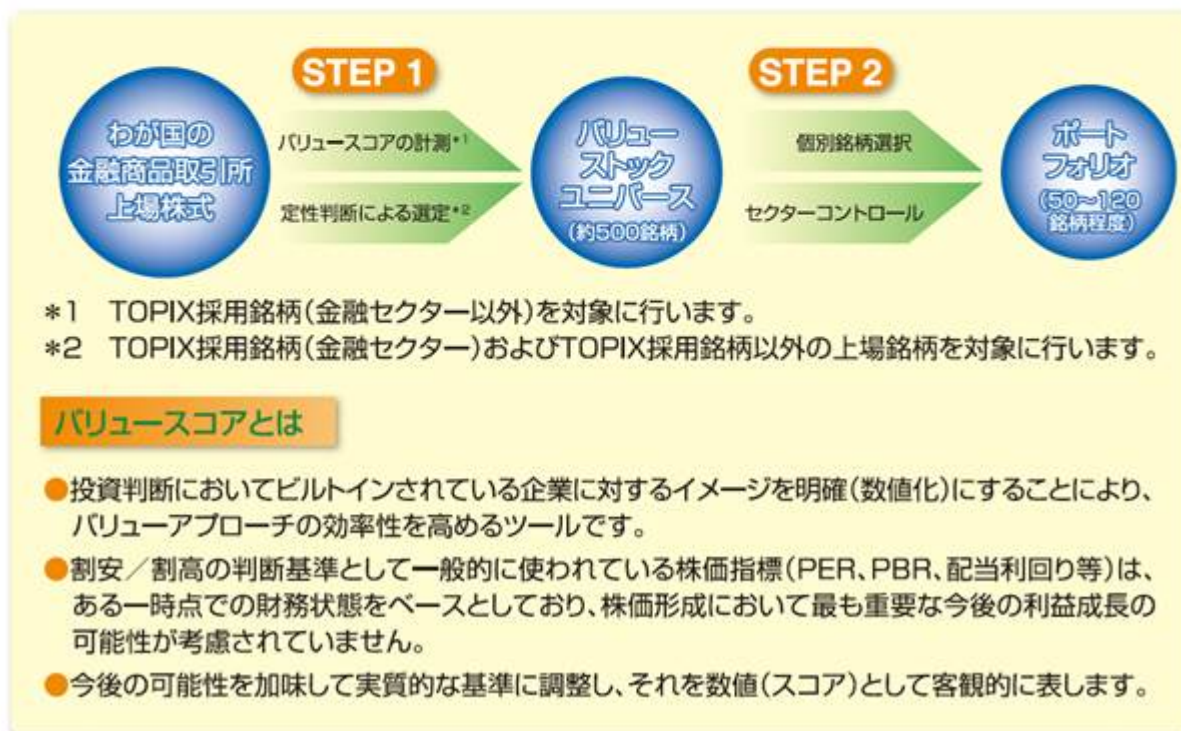 STEP 1
STEP 2
わが国の
金融商品取引所
上場株式
バリュースコアの計測*1
定性判断による選定*2
バリュー
ストック
ユニバース
(約500銘柄)
個別銘柄選択
セクターコントロール
ポート
フォリオ
(50〜120
銘柄程度)
*1 TOPIX採用銘柄(金融セクター以外)を対象に行います。
*2 TOPIX採用銘柄(金融セクター)およびTOPIX採用銘柄以外の上場銘柄を対象に行います。
バリュースコアとは
●投資判断においてビルトインされている企業に対するイメージを明確(数値化)にすることにより、
バリューアプローチの効率性を高めるツールです。
●割安/割高の判断基準として一般的に使われている株価指標(PER、PBR、配当利回り等)は、
ある一時点での財務状態をベースとしており、株価形成において最も重要な今後の利益成長の
可能性が考慮されていません。
●今後の可能性を加味して実質的な基準に調整し、それを数値(スコア)として客観的に表します。